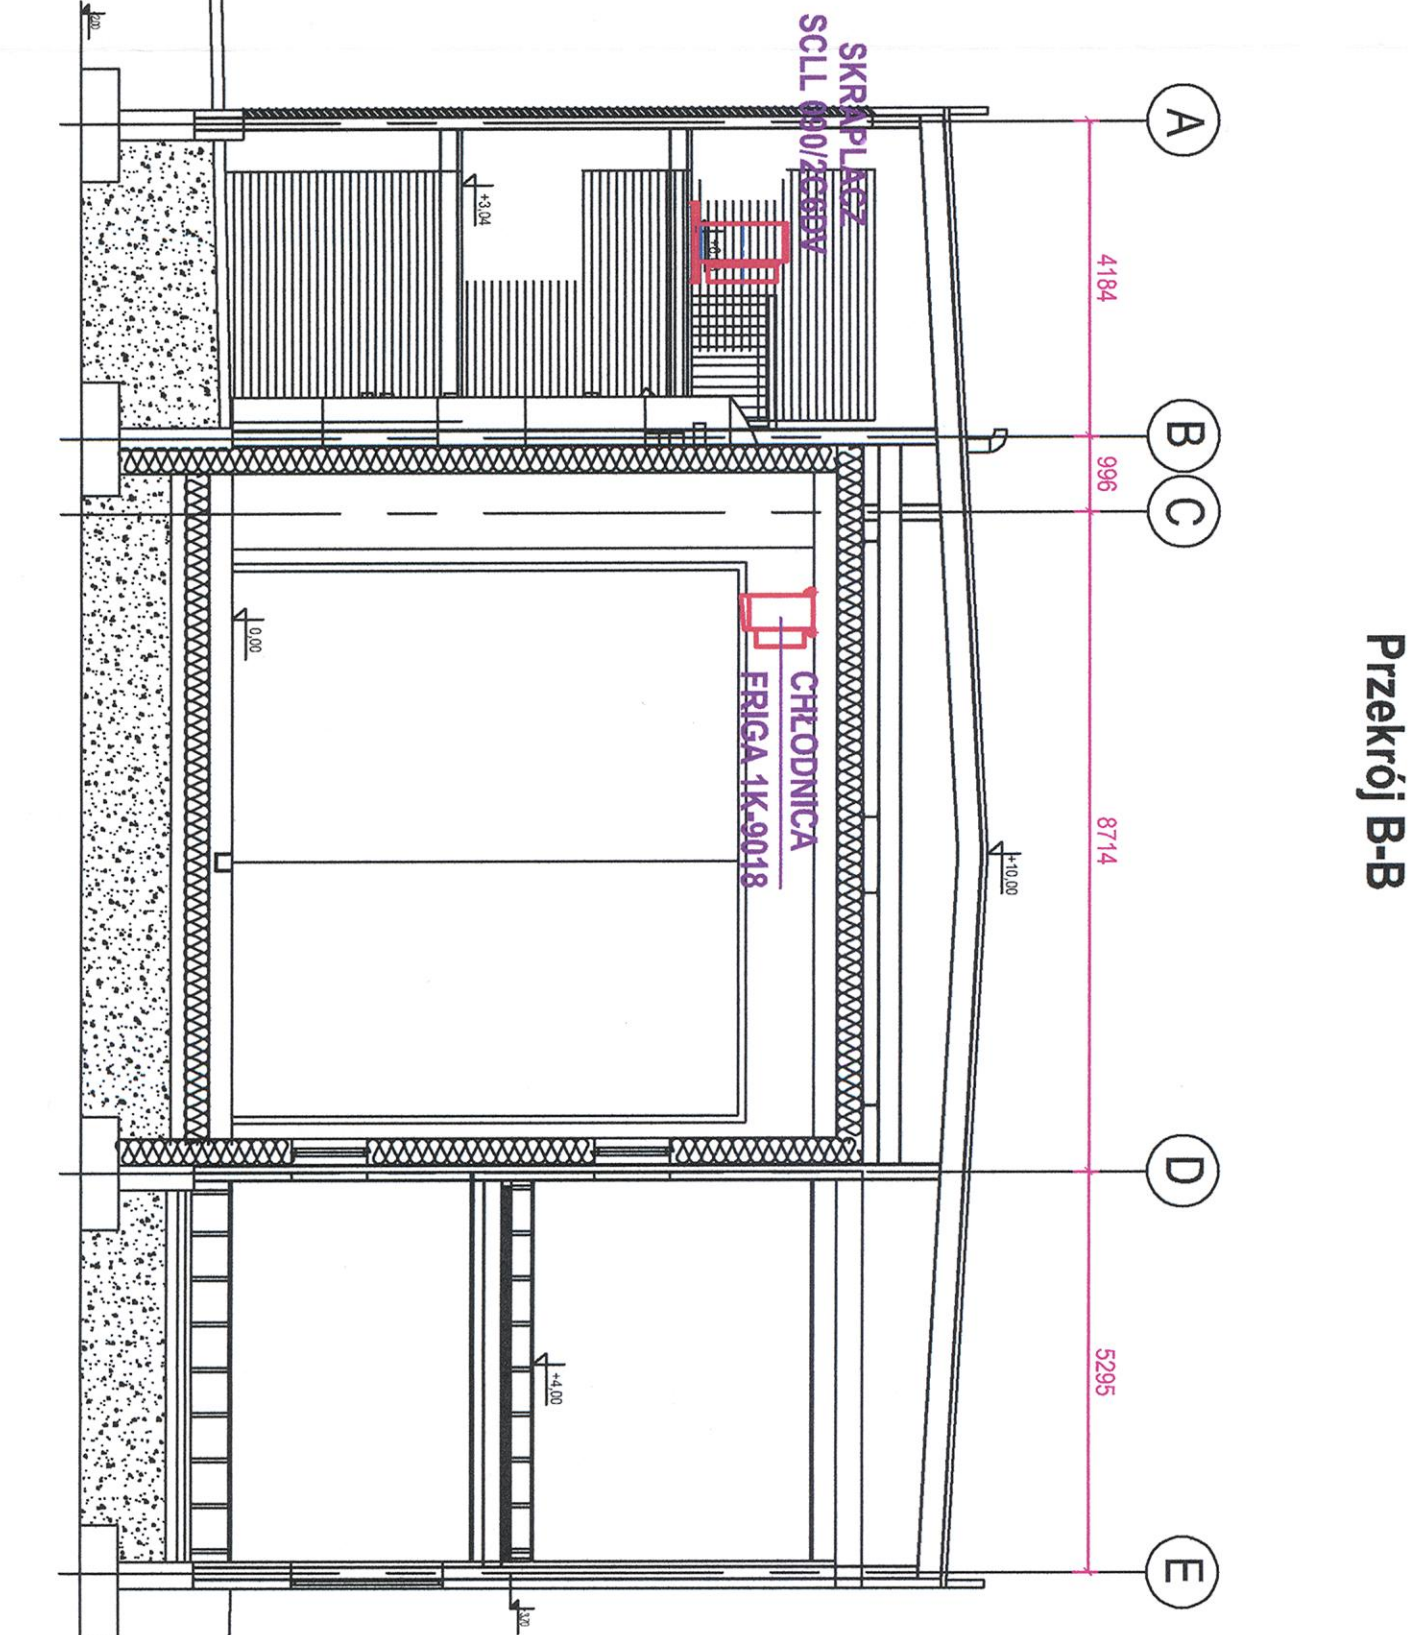 Przekrój B-B
A
B
C
D
E
4184
996
8714
5295
SKRAPLACZ
CHŁODNICA
FRIGA 1K-9018
+10,00
+3,04
0,00
+4,00